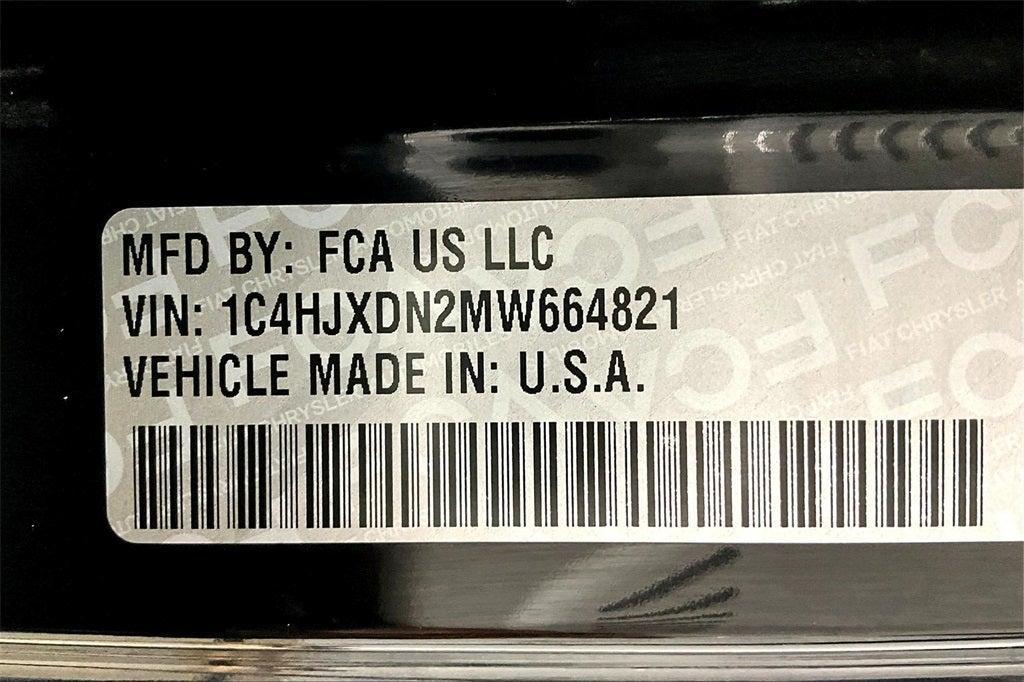 MFD BY: FCA US LLC
VIN: 1C4HJXDN2MW664821
VEHICLE MADE IN: U.S.A.